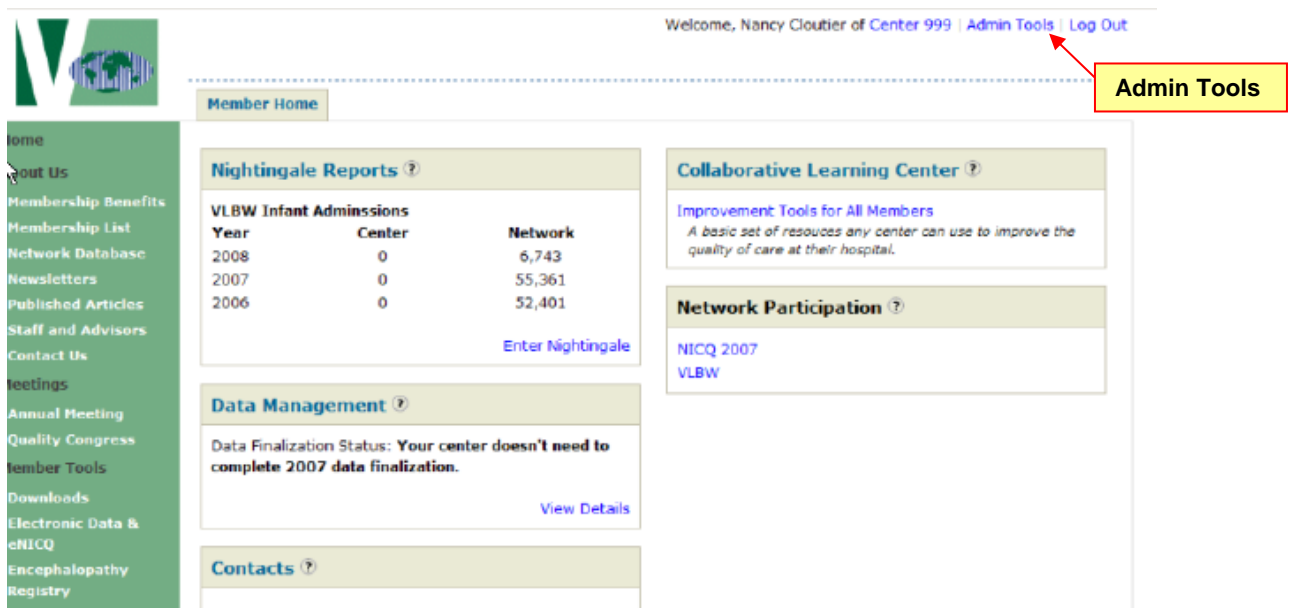 Welcome, Nancy Cloutier of Center 999 | Admin Tools | Log Out
Admin Tools
Member Home
Home
About Us
Membership Benefits
Membership List
Network Database
Newsletters
Published Articles
Staff and Advisors
Contact Us
Meetings
Annual Meeting
Quality Congress
Member Tools
Downloads
Electronic Data &
eNICQ
Encephalopathy
Registry
Nightingale Reports ?
VLBW Infant Adminssions
Year Center Network
2008 0 6,743
2007 0 55,361
2006 0 52,401
Enter Nightingale
Data Management ?
Data Finalization Status: Your center doesn't need to
complete 2007 data finalization.
View Details
Contacts ?
Collaborative Learning Center ?
Improvement Tools for All Members
A basic set of resouces any center can use to improve the
quality of care at their hospital.
Network Participation ?
NICQ 2007
VLBW